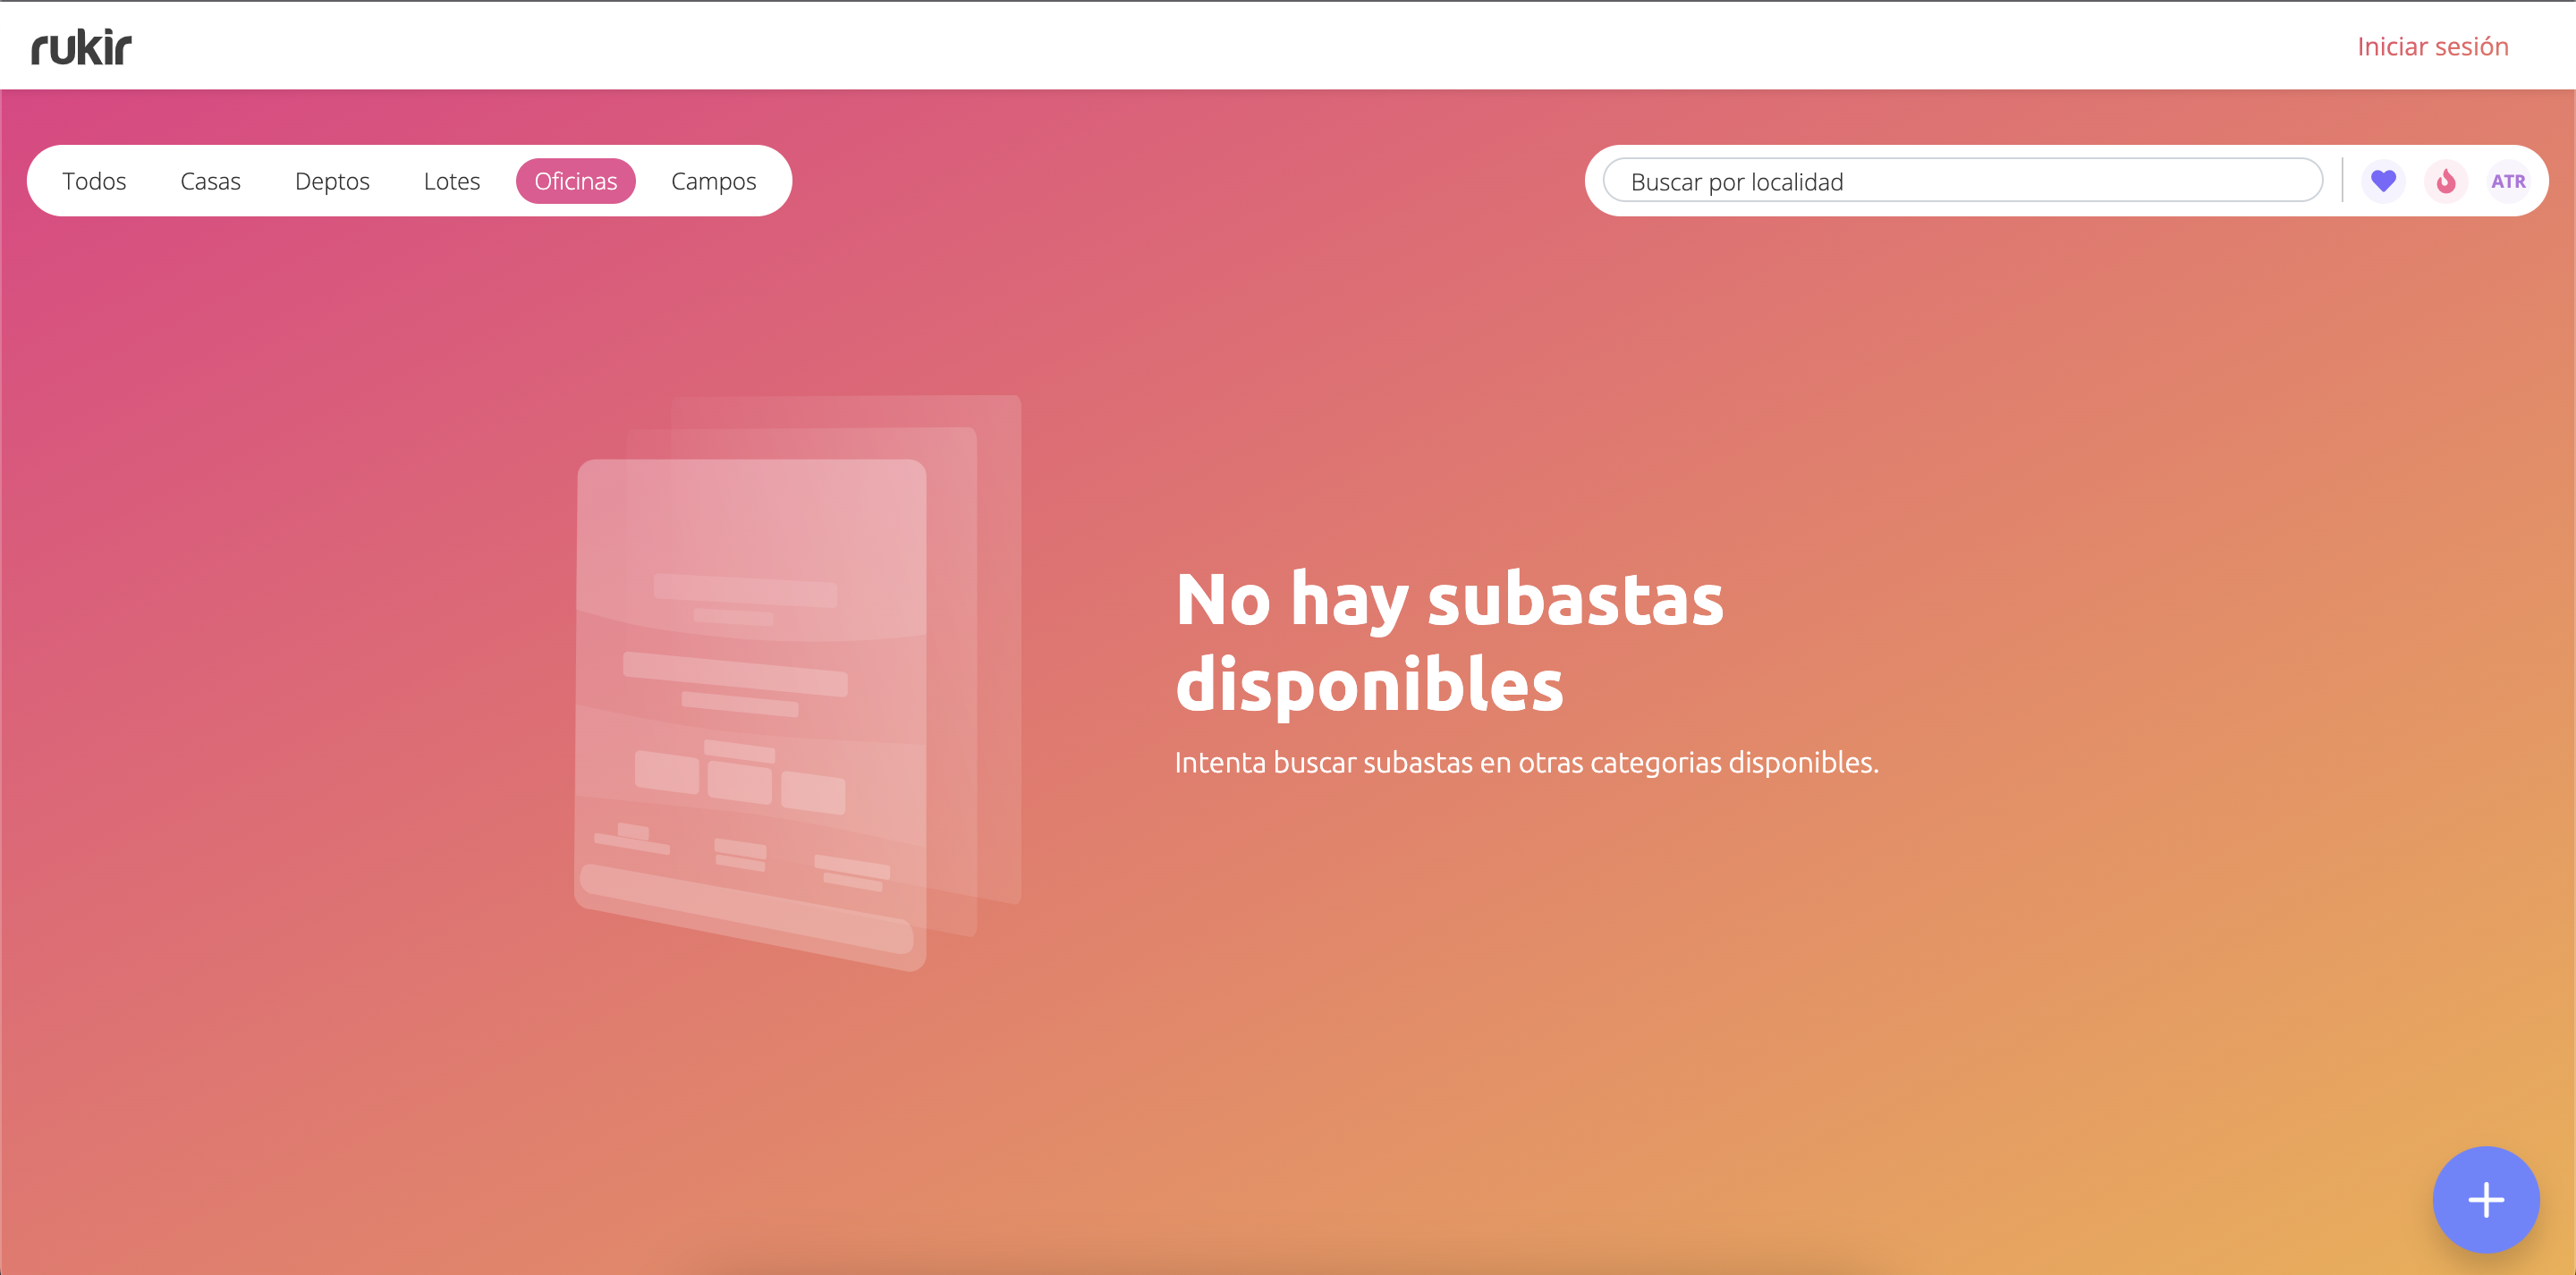 rukir
Iniciar sesión
Todos Casas Deptos Lotes Oficinas Campos
Buscar por localidad
ATR
No hay subastas
disponibles
Intenta buscar subastas en otras categorias disponibles.